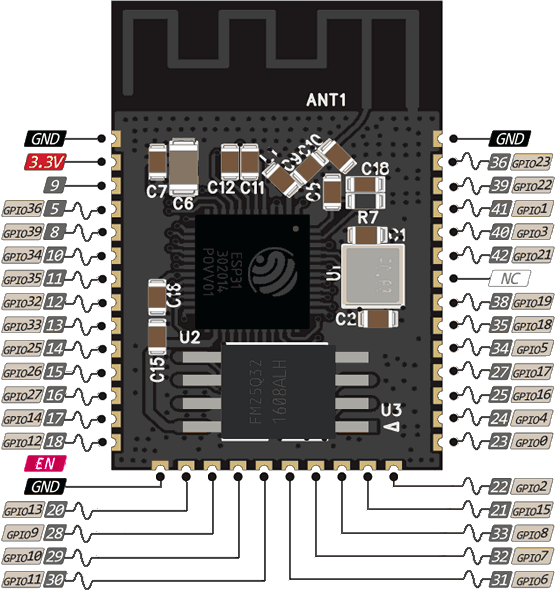 ANT1
GND
3.3V
9
GPIO36 5
GPIO39 8
GPIO34 10
GPIO35 11
GPIO32 12
GPIO33 13
GPIO25 14
GPIO26 15
GPIO27 16
GPIO14 17
GPIO12 18
EN
GND
GPIO13 20
GPIO9 28
GPIO10 29
GPIO11 30
C7
C6
C12
C11
C9
C10
C5
C18
R7
C2
C15
U2
U3
ESP31
302014
P0VV01
FM25Q32
1608ALH
GND
36 GPIO23
39 GPIO22
41 GPIO1
40 GPIO3
42 GPIO21
NC
38 GPIO19
35 GPIO18
34 GPIO5
27 GPIO17
25 GPIO16
24 GPIO4
23 GPIO0
22 GPIO2
21 GPIO15
33 GPIO8
32 GPIO7
31 GPIO6